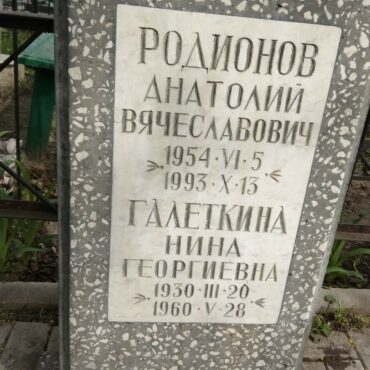 РОДИОНОВ
АНАТОЛИЙ
ВЯЧЕСЛАВОВИЧ
1954·VI·5
1993·X·13
ГАЛЕТКИНА
НИНА
ГЕОРГИЕВНА
1930·III·20
1960·V·28